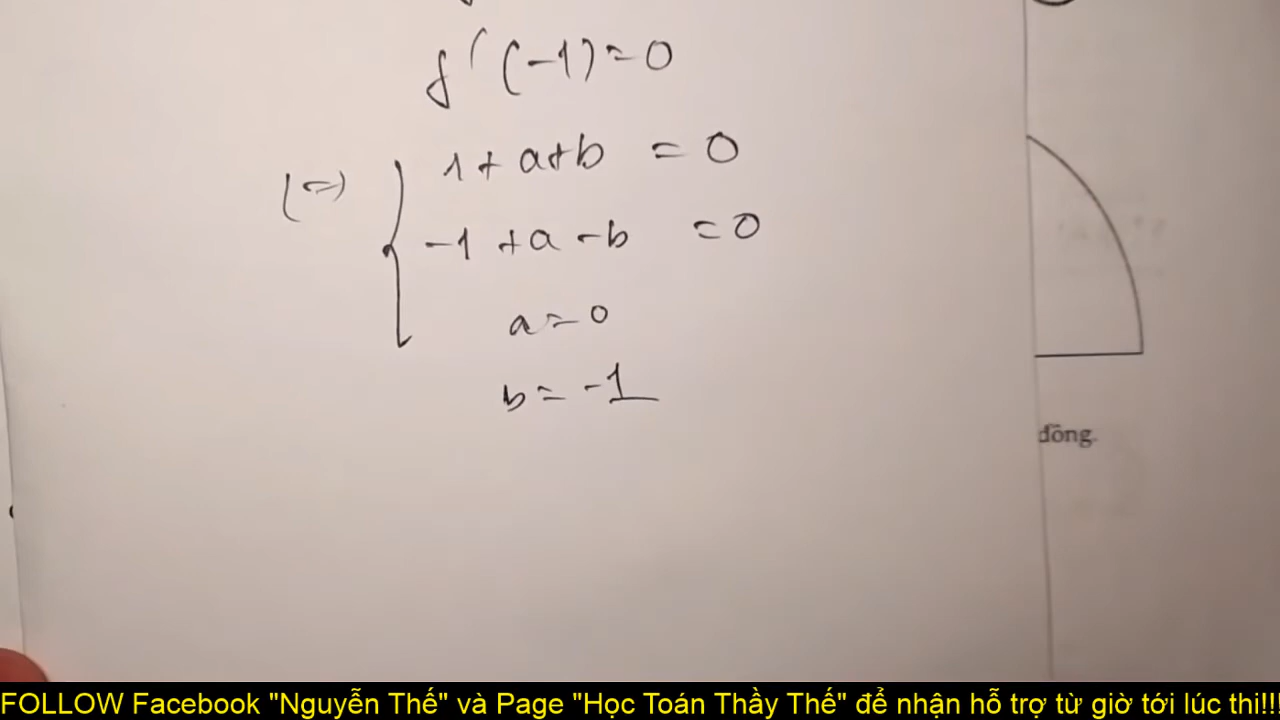 f'(-1)=0
(=) { 1+a+b = 0
-1+a-b = 0
a=0
b=-1
đồng.
FOLLOW Facebook "Nguyễn Thế" và Page "Học Toán Thầy Thế" để nhận hỗ trợ từ giờ tới lúc thi!!!